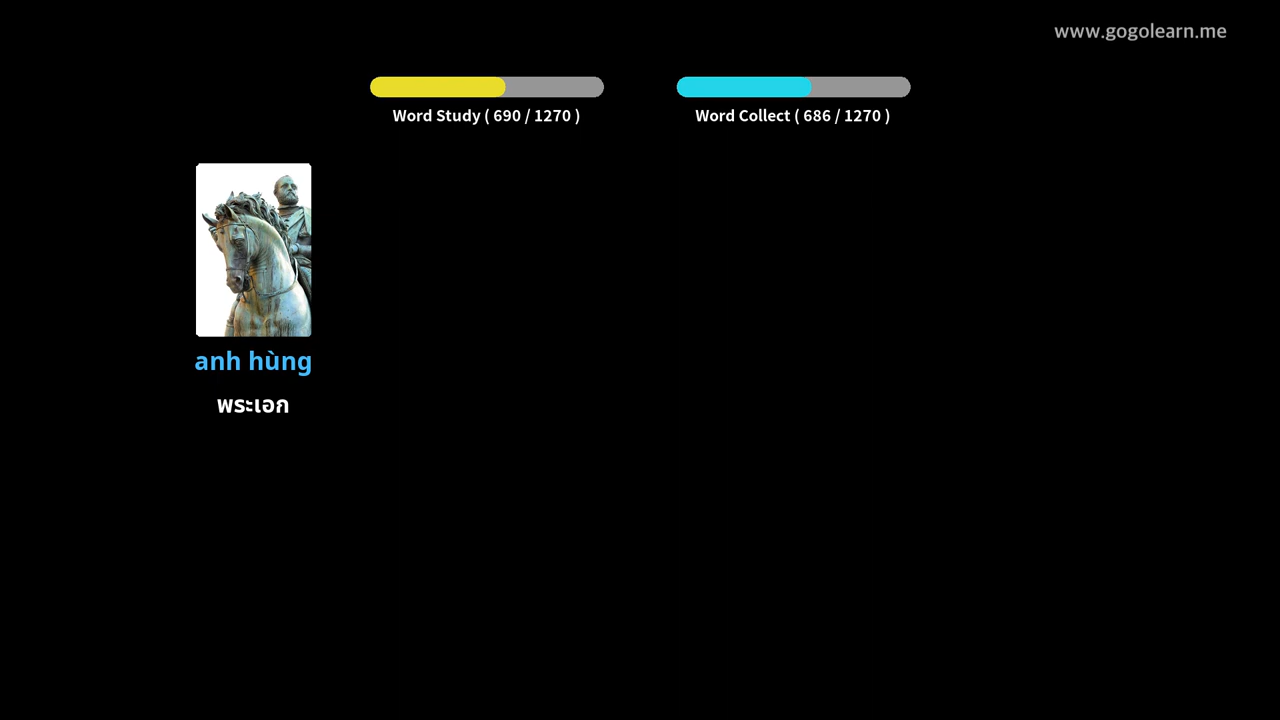 www.gogolearn.me
Word Study ( 690 / 1270 )
Word Collect ( 686 / 1270 )
anh hùng
พระเอก